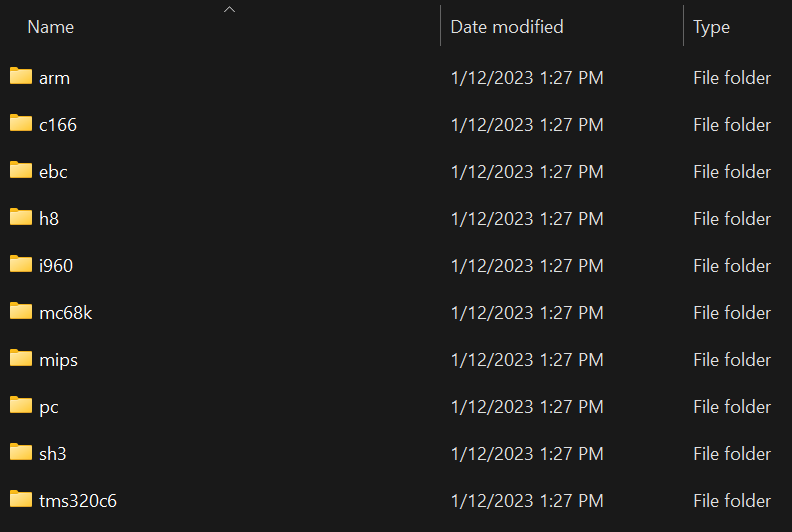 Name Date modified Type
arm 1/12/2023 1:27 PM File folder
c166 1/12/2023 1:27 PM File folder
ebc 1/12/2023 1:27 PM File folder
h8 1/12/2023 1:27 PM File folder
i960 1/12/2023 1:27 PM File folder
mc68k 1/12/2023 1:27 PM File folder
mips 1/12/2023 1:27 PM File folder
pc 1/12/2023 1:27 PM File folder
sh3 1/12/2023 1:27 PM File folder
tms320c6 1/12/2023 1:27 PM File folder